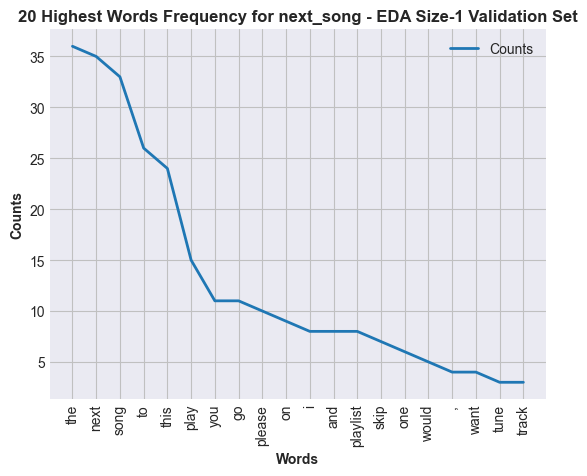 20 Highest Words Frequency for next_song - EDA Size-1 Validation Set
Counts
35
30
25
20
15
10
5
Counts
the
next
song
to
this
play
you
go
please
on
i
and
playlist
skip
one
would
,
want
tune
track
Words